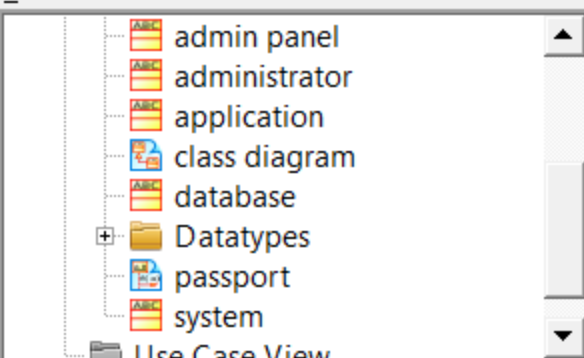 admin panel
administrator
application
class diagram
database
Datatypes
passport
system
Use Case View